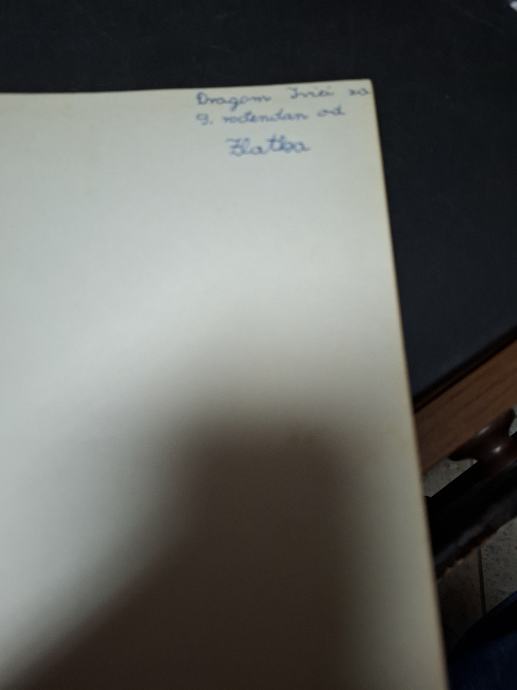 Dragom Ivici za
9. rođendan od
Zlatka